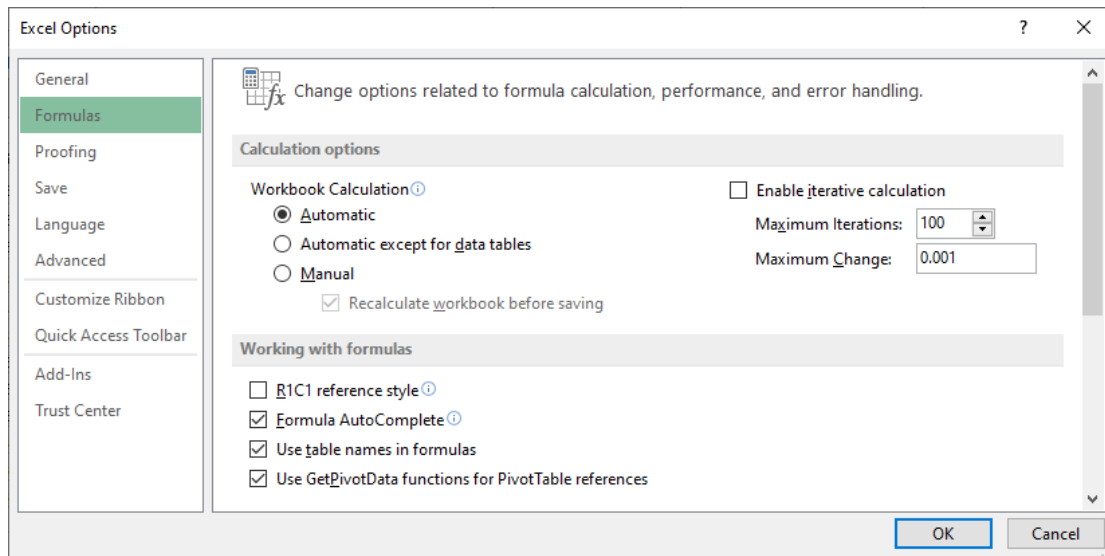 Excel Options
?
General
Formulas
Proofing
Save
Language
Advanced
Customize Ribbon
Quick Access Toolbar
Add-Ins
Trust Center
fx Change options related to formula calculation, performance, and error handling.
Calculation options
Workbook Calculation
Automatic
Automatic except for data tables
Manual
Recalculate workbook before saving
Enable iterative calculation
Maximum Iterations: 100
Maximum Change: 0.001
Working with formulas
R1C1 reference style
Formula AutoComplete
Use table names in formulas
Use GetPivotData functions for PivotTable references
OK
Cancel